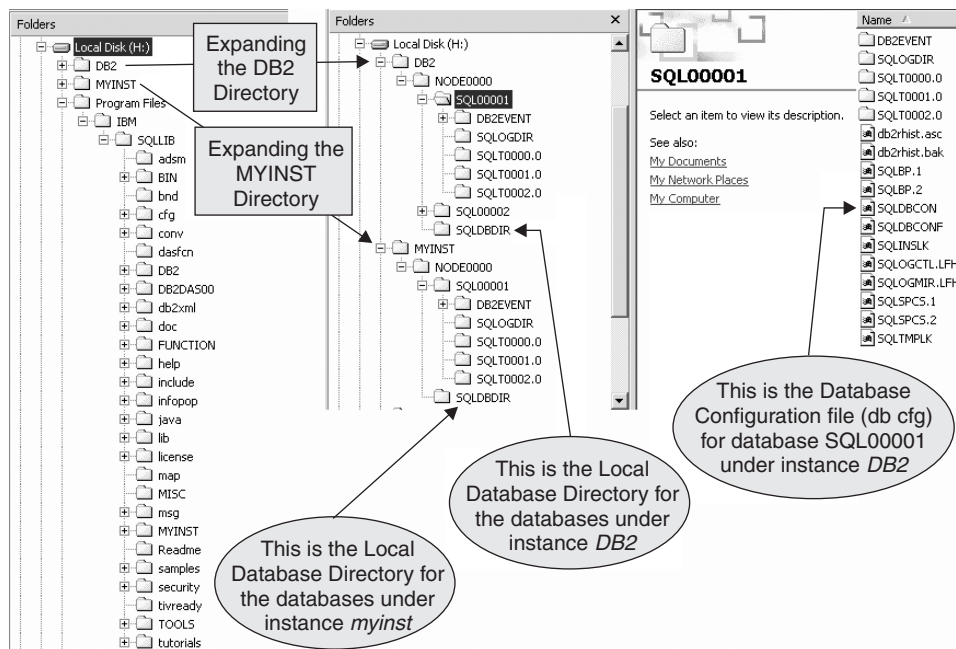 Folders
Local Disk (H:)
DB2
MYINST
Program Files
IBM
SQLLIB
adsm
BIN
bnd
cfg
conv
dasfcn
DB2
DB2DAS00
db2xml
doc
FUNCTION
help
include
infopop
java
lib
license
map
MISC
msg
MYINST
Readme
samples
security
tivready
TOOLS
tutorials
Expanding
the DB2
Directory
Expanding the
MYINST
Directory
Folders
Local Disk (H:)
DB2
NODE0000
SQL00001
DB2EVENT
SQLOGDIR
SQLT0000.0
SQLT0001.0
SQLT0002.0
SQL00002
SQLDBDIR
MYINST
NODE0000
SQL00001
DB2EVENT
SQLOGDIR
SQLT0000.0
SQLT0001.0
SQLT0002.0
SQLDBDIR
This is the Local
Database Directory for
the databases under
instance myinst
This is the Local
Database Directory for
the databases under
instance DB2
SQL00001
Select an item to view its description.
See also:
My Documents
My Network Places
My Computer
Name
DB2EVENT
SQLOGDIR
SQLT0000.0
SQLT0001.0
SQLT0002.0
db2rhist.asc
db2rhist.bak
SQLBP.1
SQLBP.2
SQLDBCON
SQLDBCONF
SQLINSLK
SQLOGCTL.LFH
SQLOGMIR.LFH
SQLSPCS.1
SQLSPCS.2
SQLTMPLK
This is the Database
Configuration file (db cfg)
for database SQL00001
under instance DB2